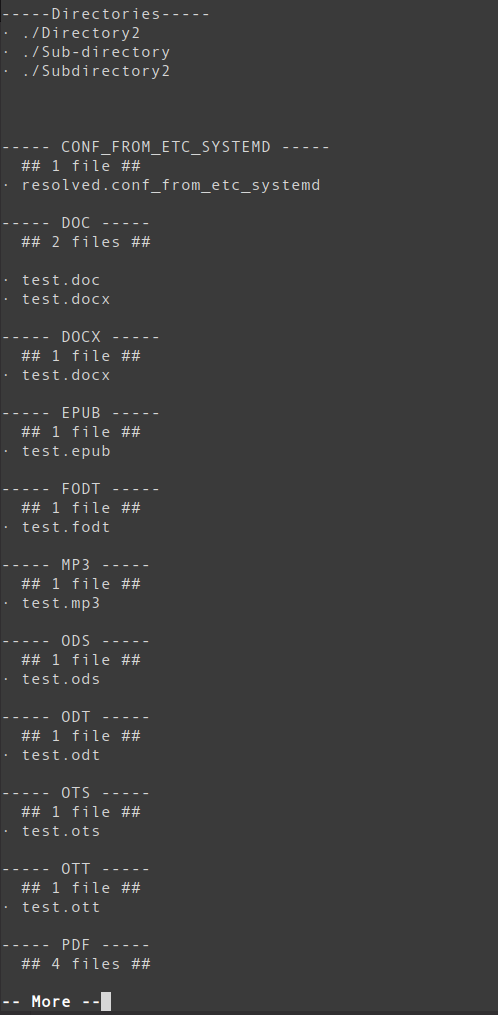 -----Directories-----
· ./Directory2
· ./Sub-directory
· ./Subdirectory2
----- CONF_FROM_ETC_SYSTEMD -----
## 1 file ##
· resolved.conf_from_etc_systemd
----- DOC -----
## 2 files ##
· test.doc
· test.docx
----- DOCX -----
## 1 file ##
· test.docx
----- EPUB -----
## 1 file ##
· test.epub
----- FODT -----
## 1 file ##
· test.fodt
----- MP3 -----
## 1 file ##
· test.mp3
----- ODS -----
## 1 file ##
· test.ods
----- ODT -----
## 1 file ##
· test.odt
----- OTS -----
## 1 file ##
· test.ots
----- OTT -----
## 1 file ##
· test.ott
----- PDF -----
## 4 files ##
-- More --